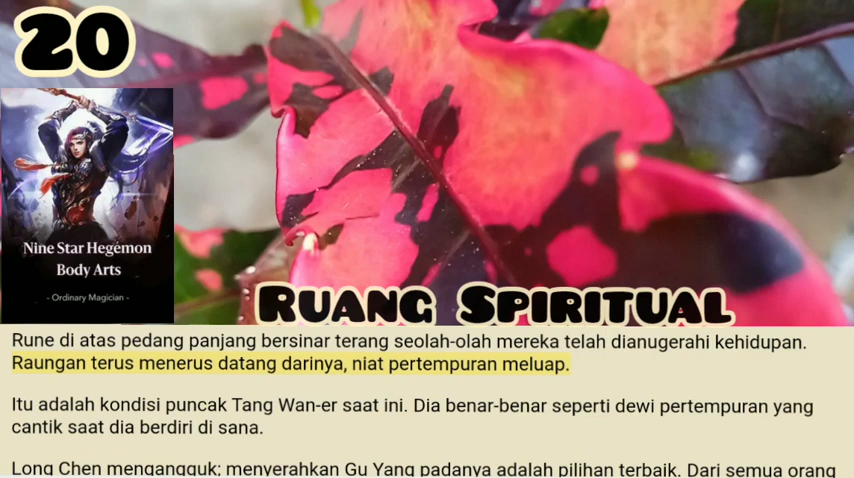 20
Nine Star Hegemon
Body Arts
- Ordinary Magician -
RUANG SPIRITUAL
Rune di atas pedang panjang bersinar terang seolah-olah mereka telah dianugerahi kehidupan.
Raungan terus menerus datang darinya, niat pertempuran meluap.
Itu adalah kondisi puncak Tang Wan-er saat ini. Dia benar-benar seperti dewi pertempuran yang
cantik saat dia berdiri di sana.
Long Chen mengangguk; menyerahkan Gu Yang padanya adalah pilihan terbaik. Dari semua orang